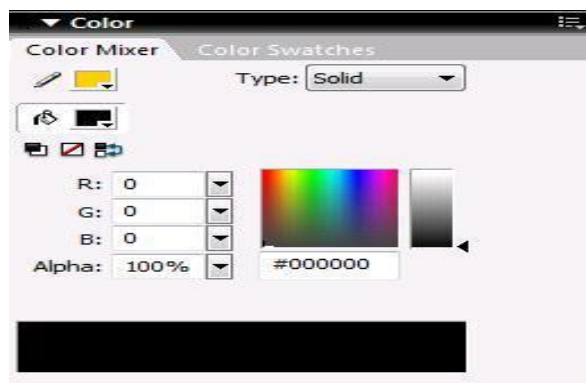 Color
Color Mixer Color Swatches
Type: Solid
R: 0
G: 0
B: 0
Alpha: 100% #000000